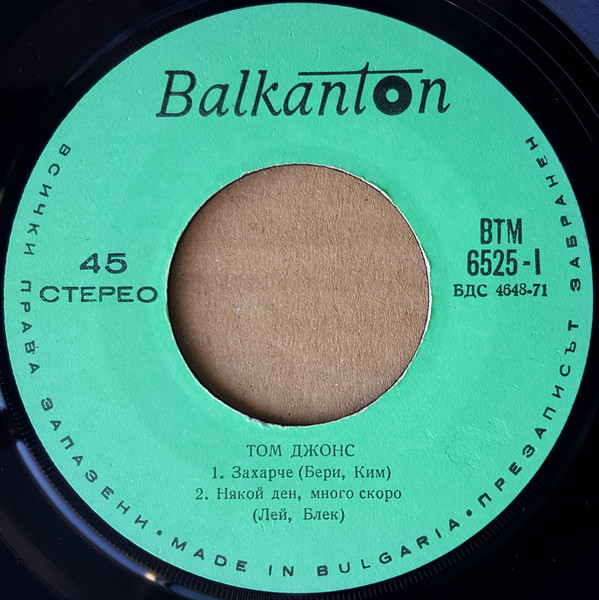 Balkanton
45
СТЕРЕО
ВТМ
6525-I
БДС 4648-71
ТОМ ДЖОНС
1. Захарче (Бери, Ким)
2. Някой ден, много скоро
(Лей, Блек)
ВСИЧКИ ПРАВА ЗАПАЗЕНИ • MADE IN BULGARIA • ПРЕЗАПИСЪТ ЗАБРАНЕН